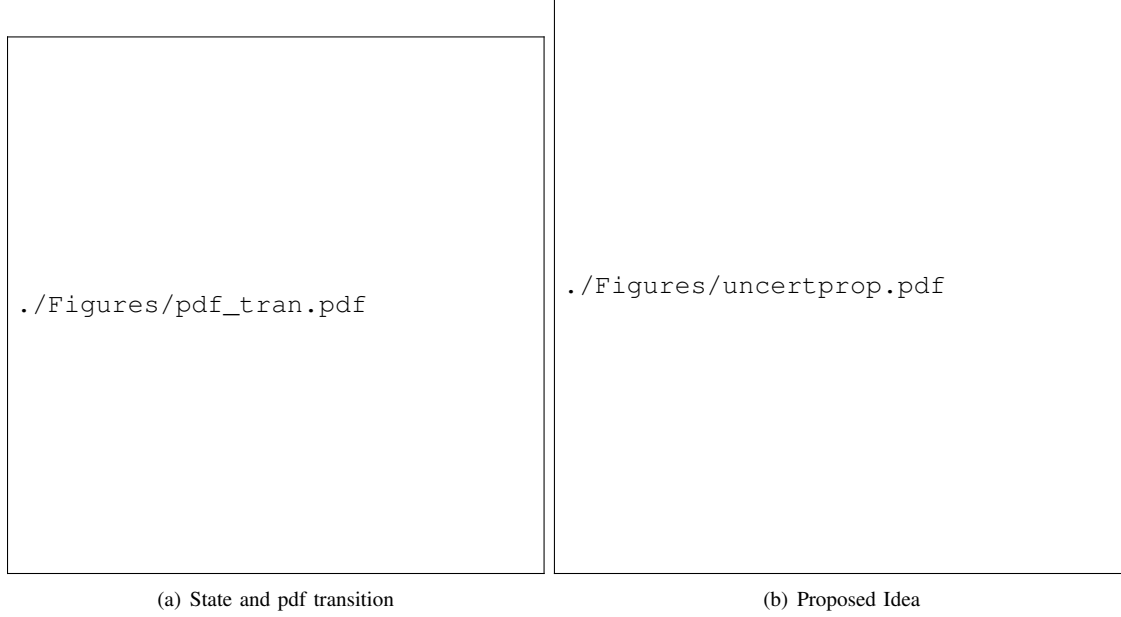 ./Figures/pdf_tran.pdf
./Figures/uncertprop.pdf
(a) State and pdf transition
(b) Proposed Idea